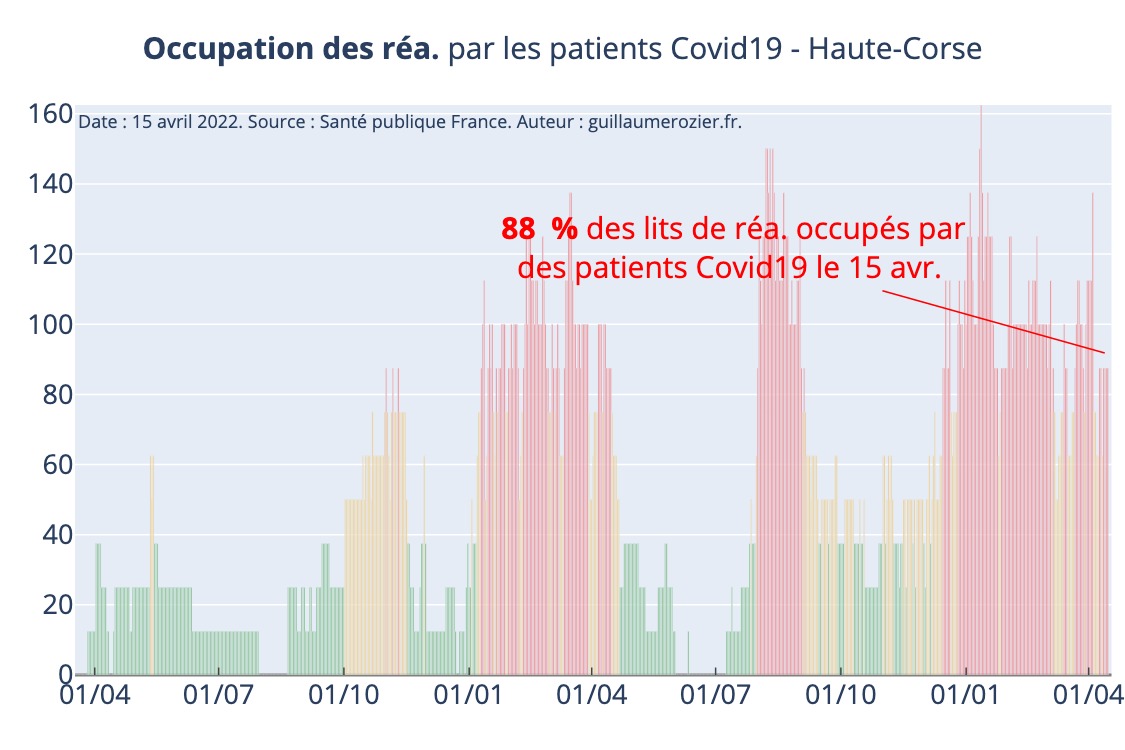 Occupation des réa. par les patients Covid19 - Haute-Corse
160
Date : 15 avril 2022. Source : Santé publique France. Auteur : guillaumerozier.fr.
140
88 % des lits de réa. occupés par
120
des patients Covid19 le 15 avr.
100
80
60
40
20
0
01/04 01/07 01/10 01/01 01/04 01/07 01/10 01/01 01/04